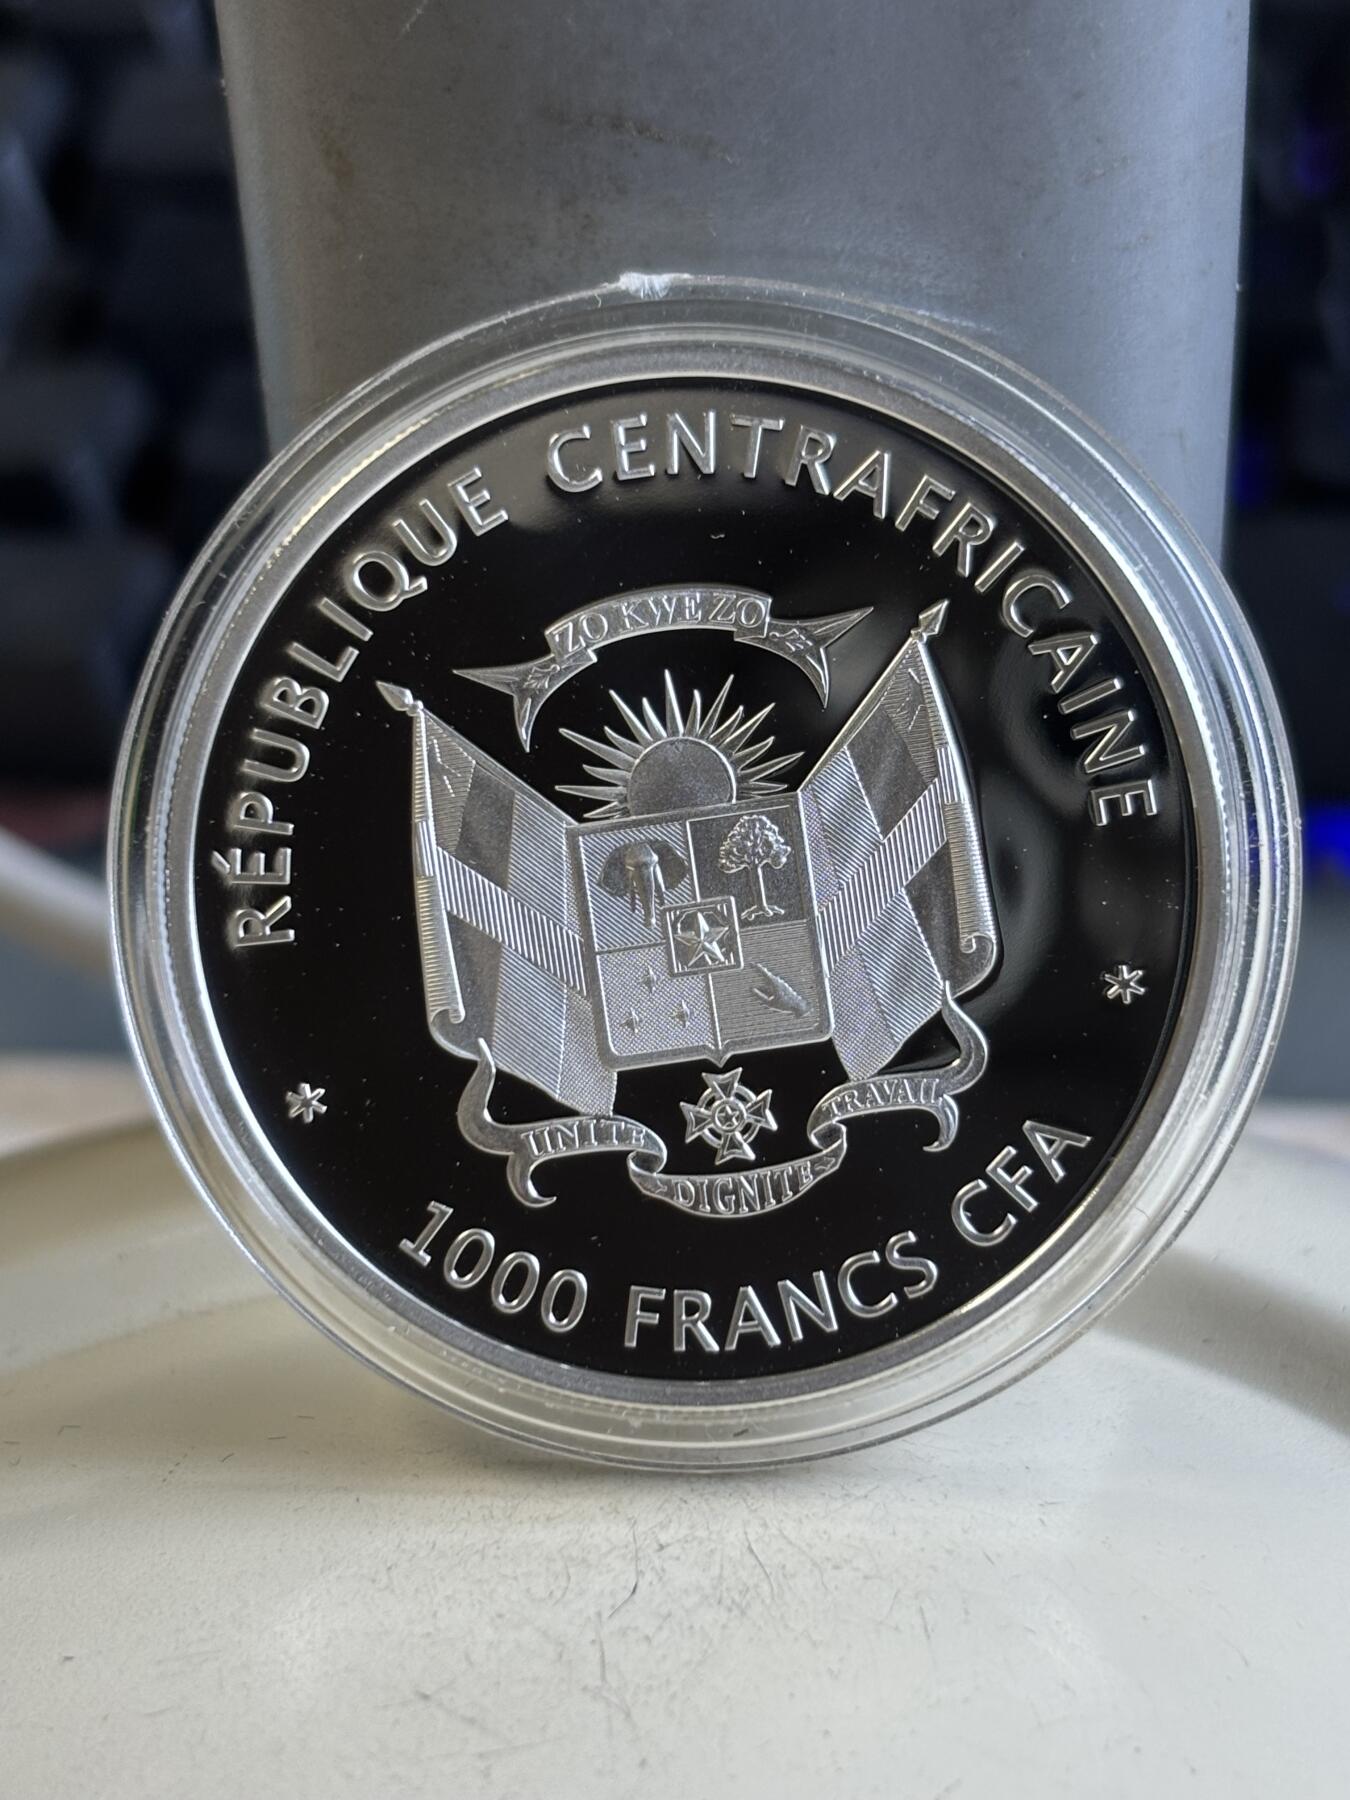 RÉPUBLIQUE CENTRAFRICAINE
ZO KWE ZO
UNITE DIGNITE TRAVAIL
1000 FRANCS CFA